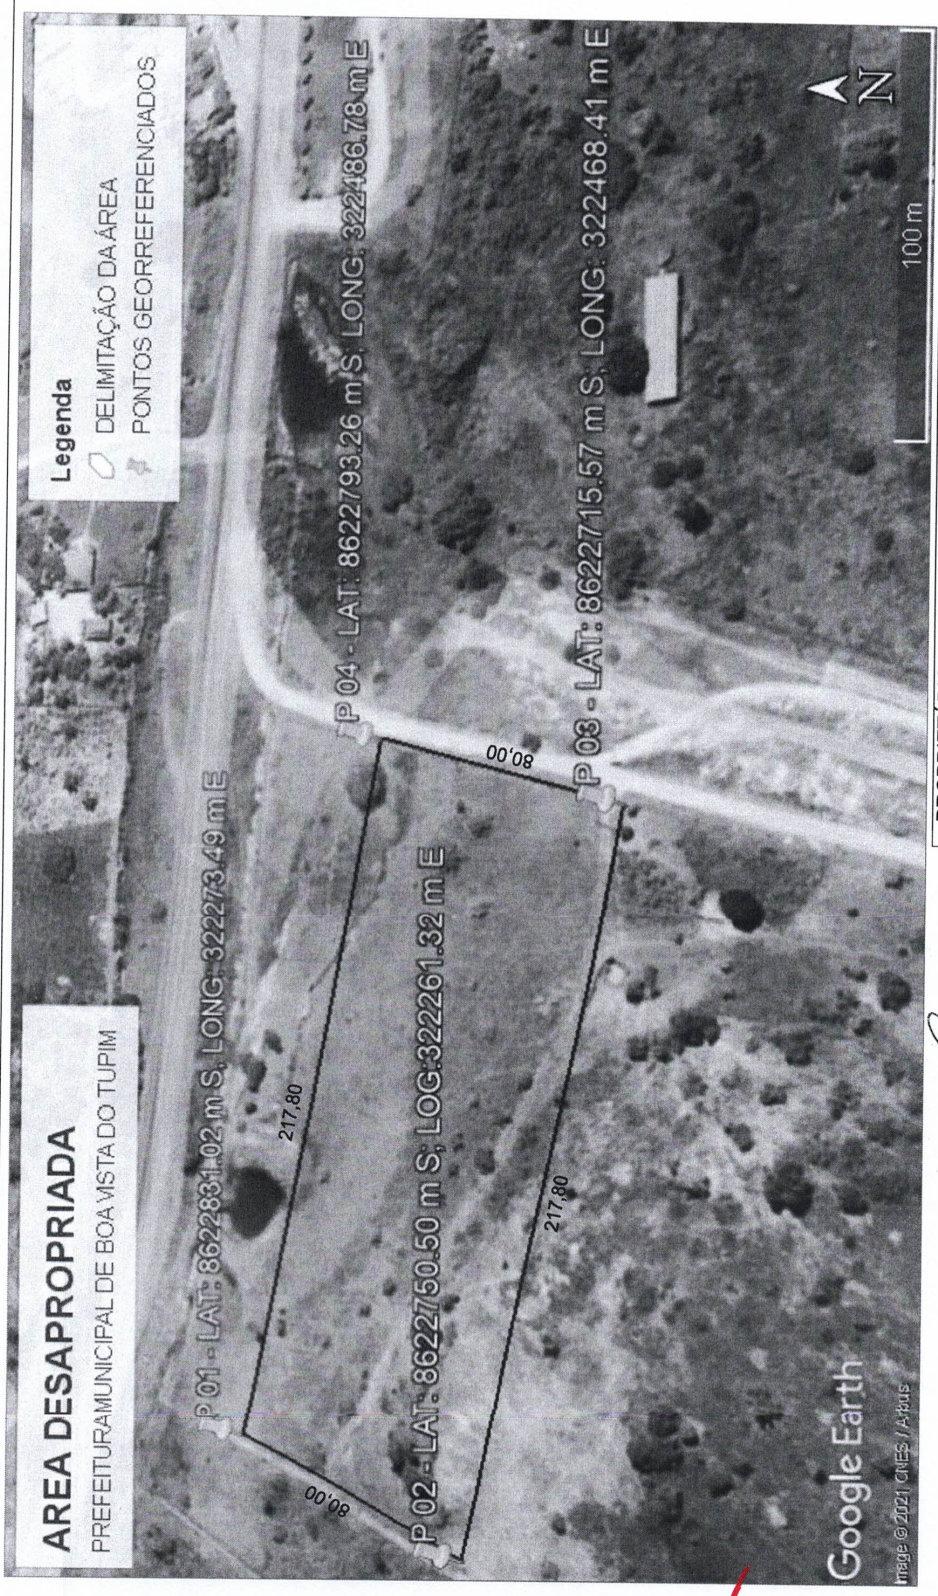 ÁREA DESAPROPRIADA
PREFEITURAMUNICIPAL DE BOA VISTA DO TUPIM
Legenda
DELIMITAÇÃO DA ÁREA
PONTOS GEORREFERENCIADOS
P 01 - LAT: 8622831.02 m S, LONG: 322273.49 m E
P 04 - LAT: 8622793.26 m S, LONG: 322486.78 m E
217,80
80,00
80,00
P 02 - LAT: 8622750.50 m S; LOG:322261.32 m E
P 03 - LAT: 8622715.57 m S; LONG: 322468.41 m E
217,80
N
100 m
Google Earth
Image © 2021 CNES / Airbus